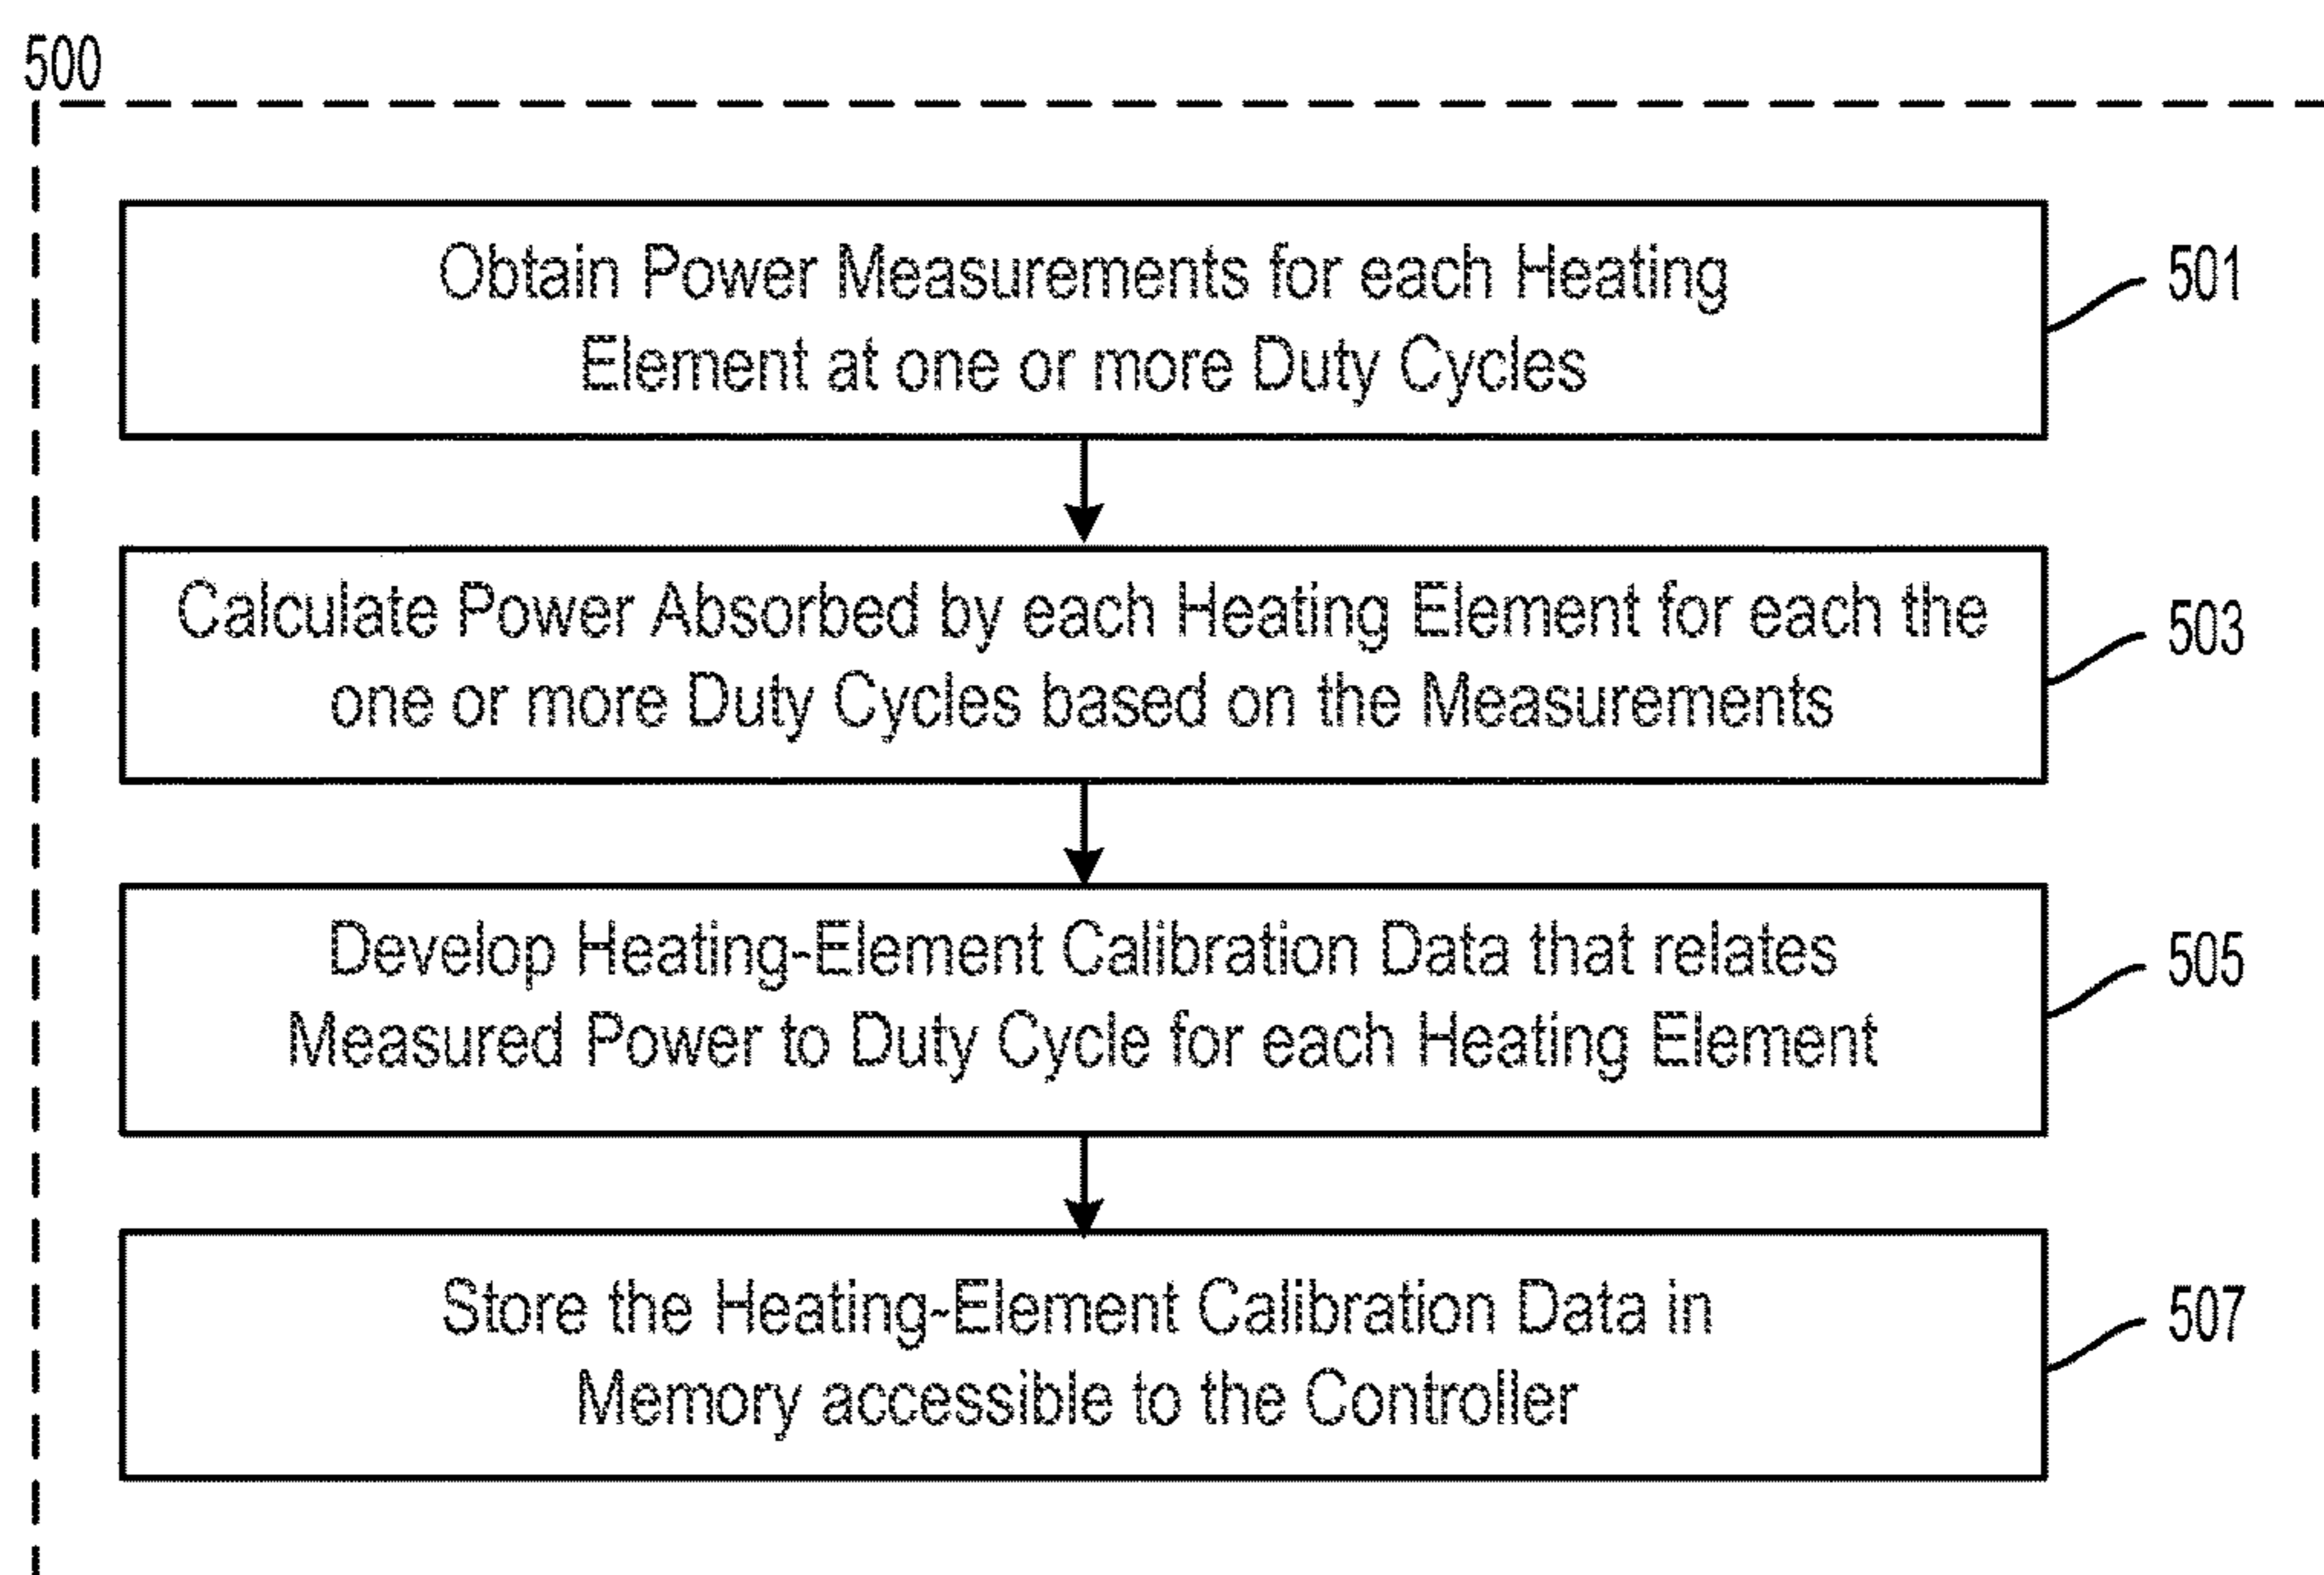 500
Obtain Power Measurements for each Heating
Element at one or more Duty Cycles
501
Calculate Power Absorbed by each Heating Element for each the
one or more Duty Cycles based on the Measurements
503
Develop Heating-Element Calibration Data that relates
Measured Power to Duty Cycle for each Heating Element
505
Store the Heating-Element Calibration Data in
Memory accessible to the Controller
507